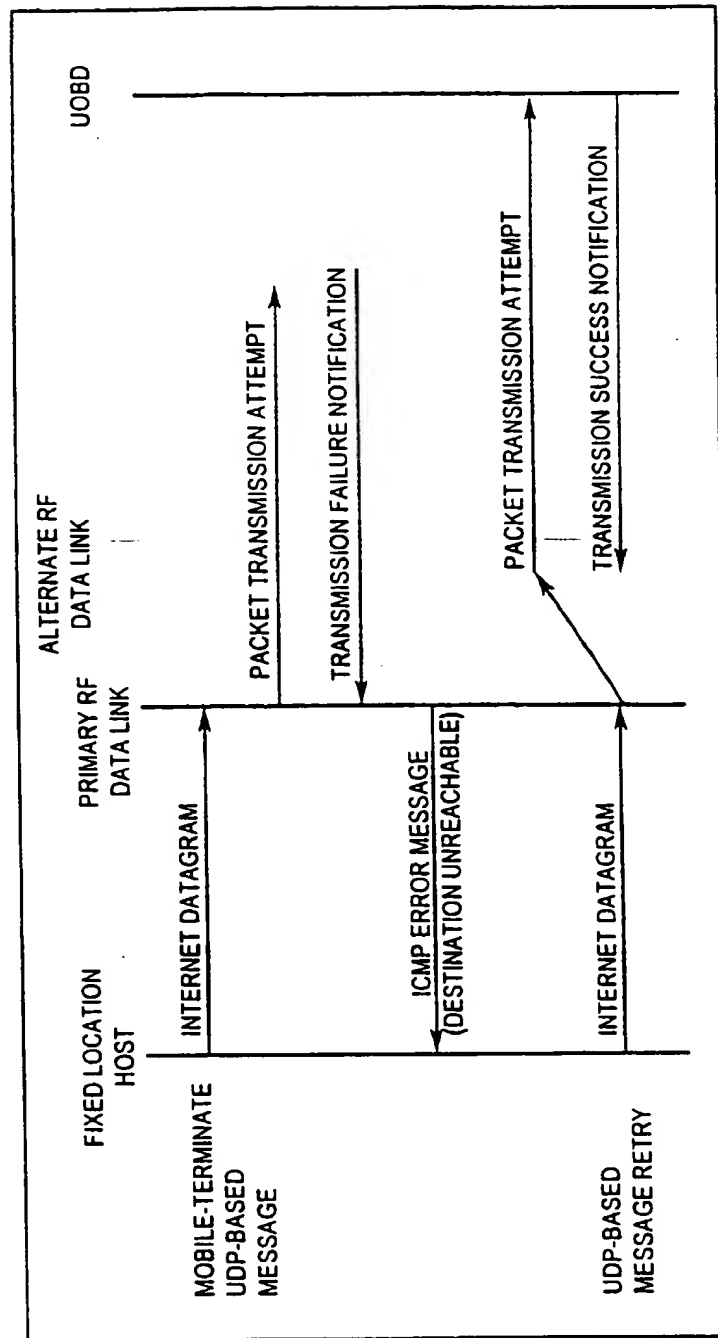 FIXED LOCATION
HOST
PRIMARY RF
DATA LINK
ALTERNATE RF
DATA LINK
UOBD
MOBILE-TERMINATE
UDP-BASED
MESSAGE
INTERNET DATAGRAM
PACKET TRANSMISSION ATTEMPT
TRANSMISSION FAILURE NOTIFICATION
ICMP ERROR MESSAGE
(DESTINATION UNREACHABLE)
UDP-BASED
MESSAGE RETRY
INTERNET DATAGRAM
PACKET TRANSMISSION ATTEMPT
TRANSMISSION SUCCESS NOTIFICATION